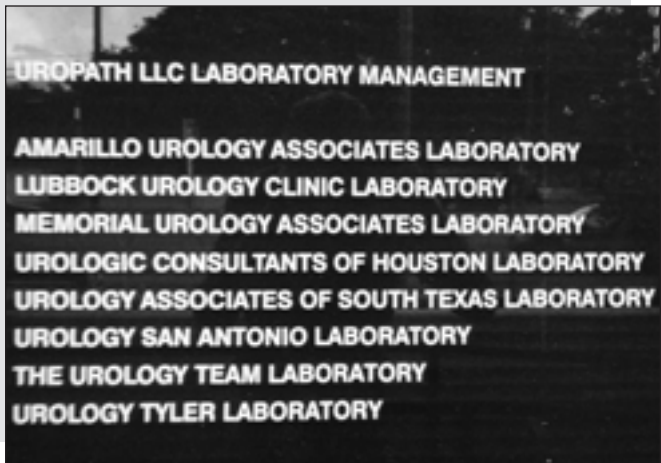 UROPATH LLC LABORATORY MANAGEMENT
AMARILLO UROLOGY ASSOCIATES LABORATORY
LUBBOCK UROLOGY CLINIC LABORATORY
MEMORIAL UROLOGY ASSOCIATES LABORATORY
UROLOGIC CONSULTANTS OF HOUSTON LABORATORY
UROLOGY ASSOCIATES OF SOUTH TEXAS LABORATORY
UROLOGY SAN ANTONIO LABORATORY
THE UROLOGY TEAM LABORATORY
UROLOGY TYLER LABORATORY